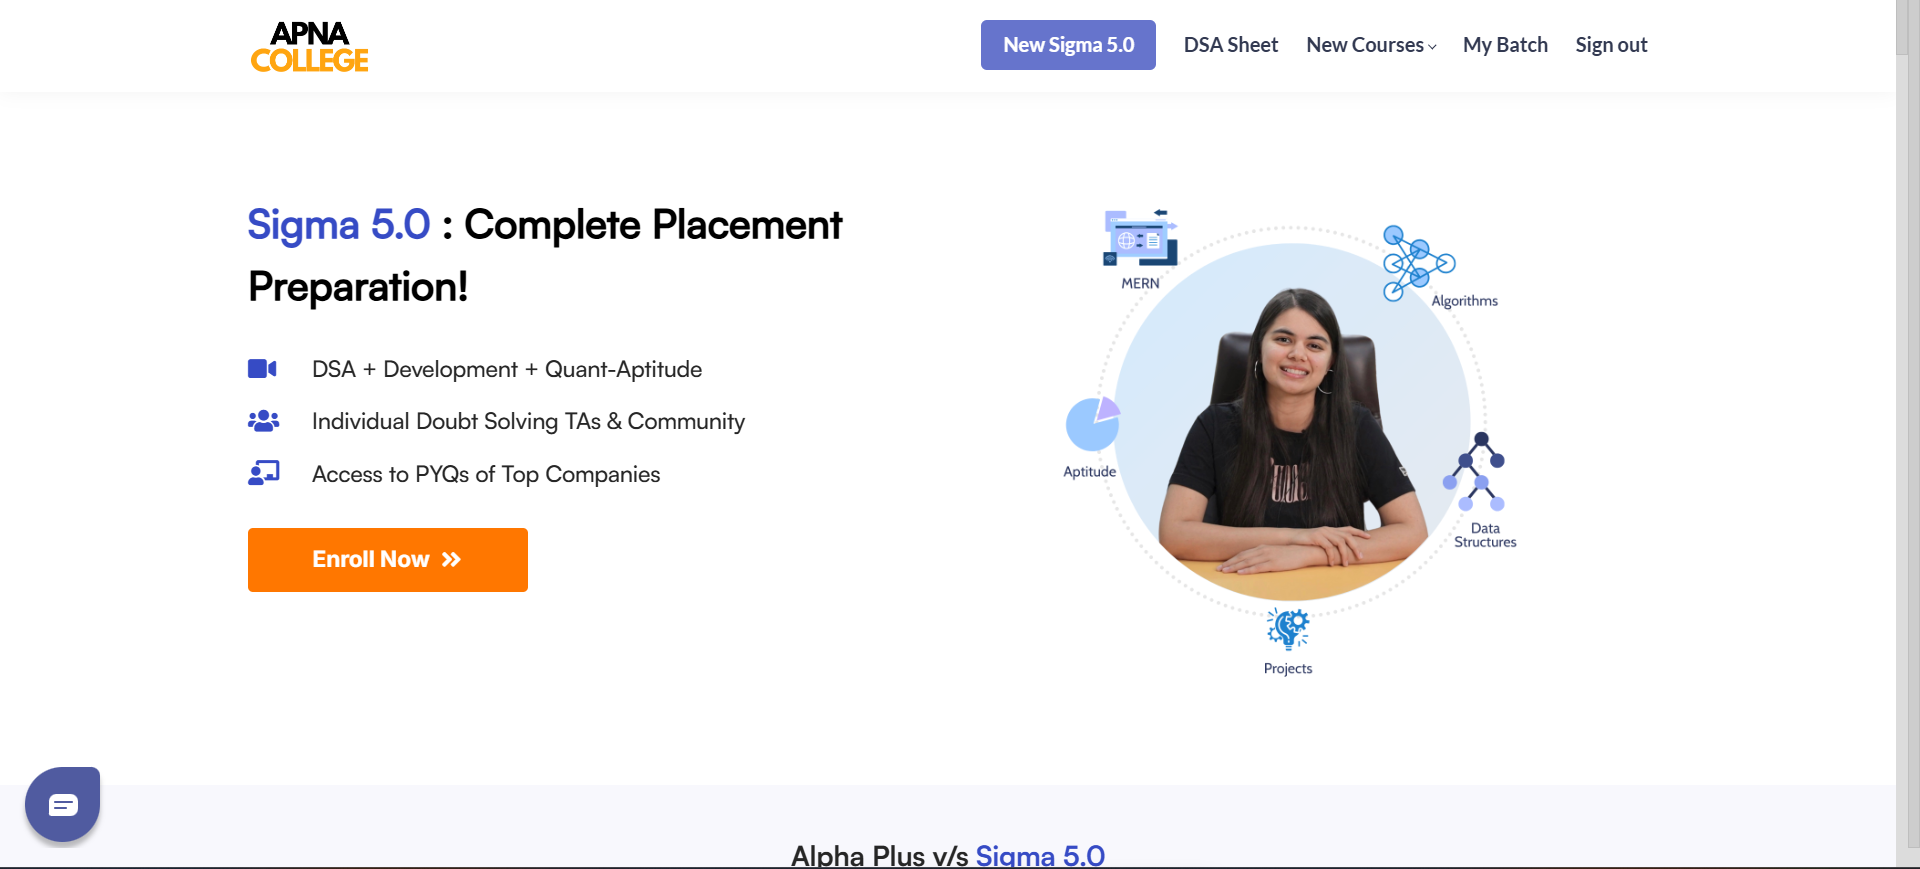 APNA
COLLEGE
New Sigma 5.0
DSA Sheet
New Courses
My Batch
Sign out
Sigma 5.0 : Complete Placement
Preparation!
DSA + Development + Quant-Aptitude
Individual Doubt Solving TAs & Community
Access to PYQs of Top Companies
Enroll Now
MERN
Algorithms
Aptitude
Data
Structures
Projects
Alpha Plus v/s Sigma 5.0